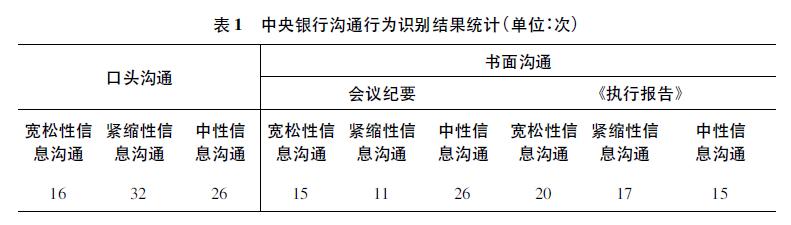 表 1 中央银行沟通行为识别结果统计(单位:次)
口头沟通
书面沟通
会议纪要
《执行报告》
宽松性信
息沟通
紧缩性信
息沟通
中性信
息沟通
宽松性信
息沟通
紧缩性信
息沟通
中性信
息沟通
宽松性信
息沟通
紧缩性信
息沟通
中性信
息沟通
16 32 26 15 11 26 20 17 15